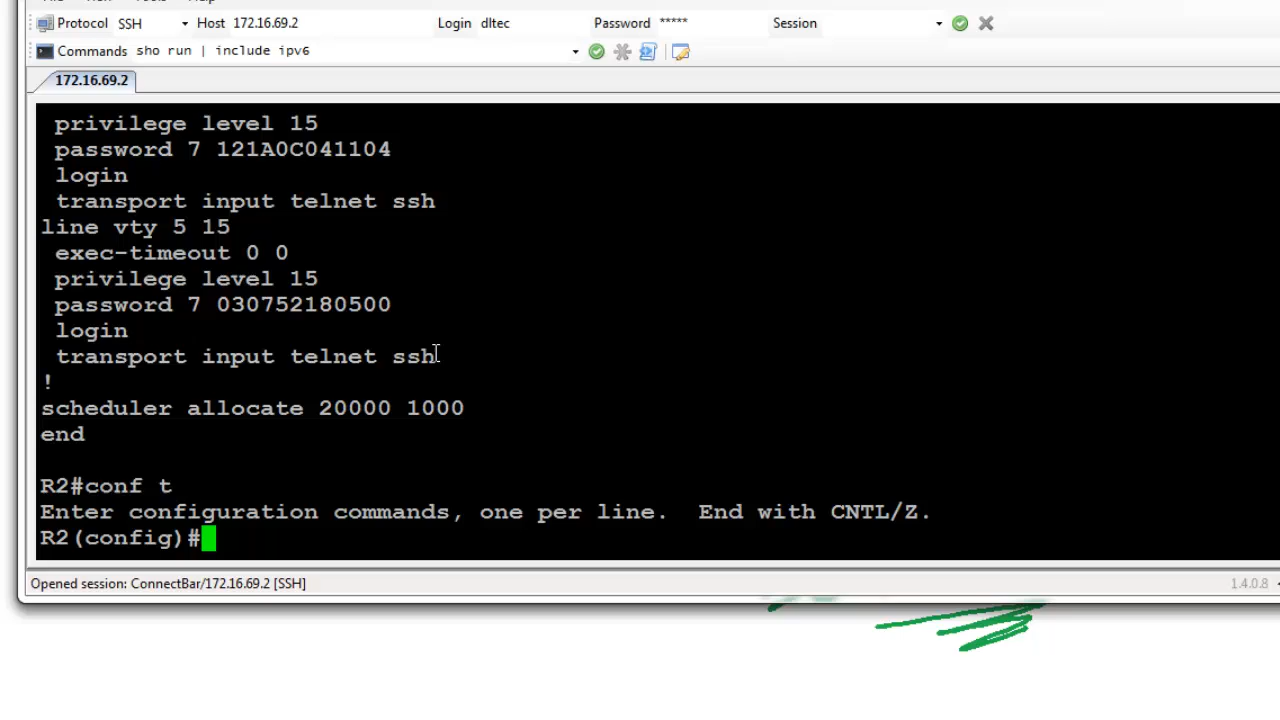 Protocol SSH Host 172.16.69.2 Login dltec Password ***** Session
Commands sho run | include ipv6
172.16.69.2
privilege level 15
password 7 121A0C041104
login
transport input telnet ssh
line vty 5 15
exec-timeout 0 0
privilege level 15
password 7 030752180500
login
transport input telnet ssh
!
scheduler allocate 20000 1000
end
R2#conf t
Enter configuration commands, one per line.  End with CNTL/Z.
R2(config)#
Opened session: ConnectBar/172.16.69.2 [SSH] 1.4.0.8